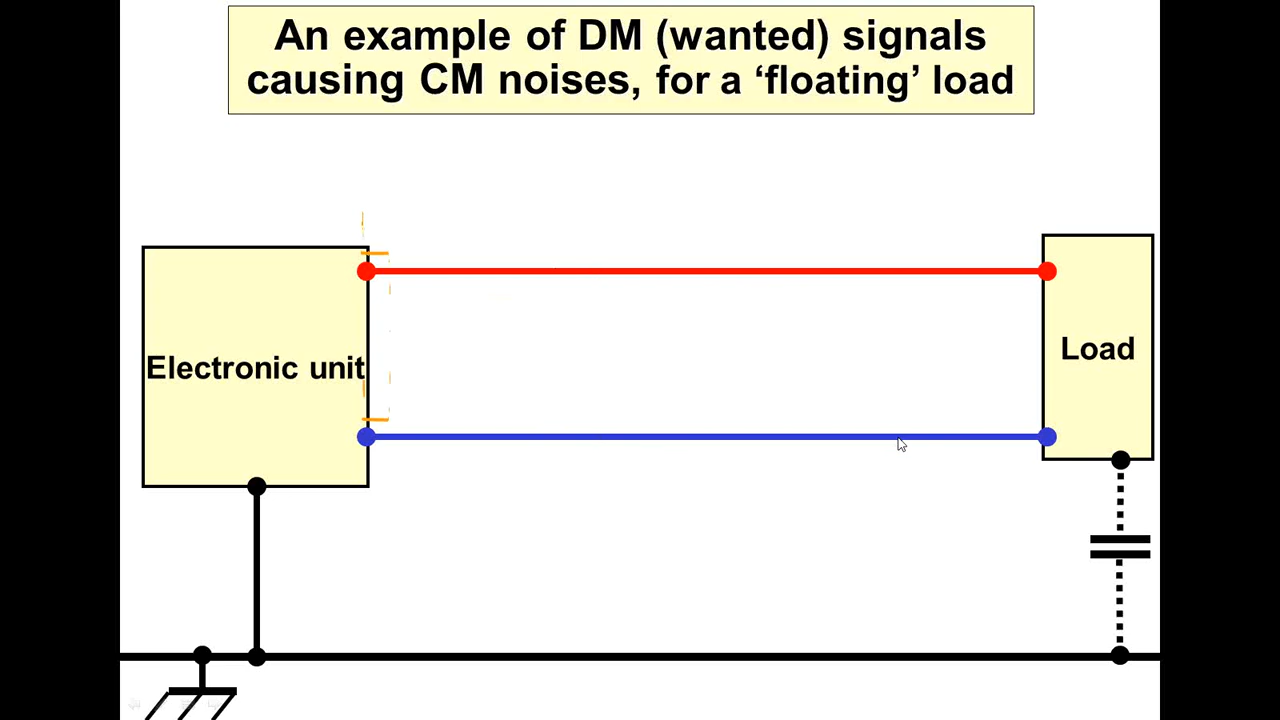 An example of DM (wanted) signals
causing CM noises, for a ‘floating’ load
Electronic unit
Load